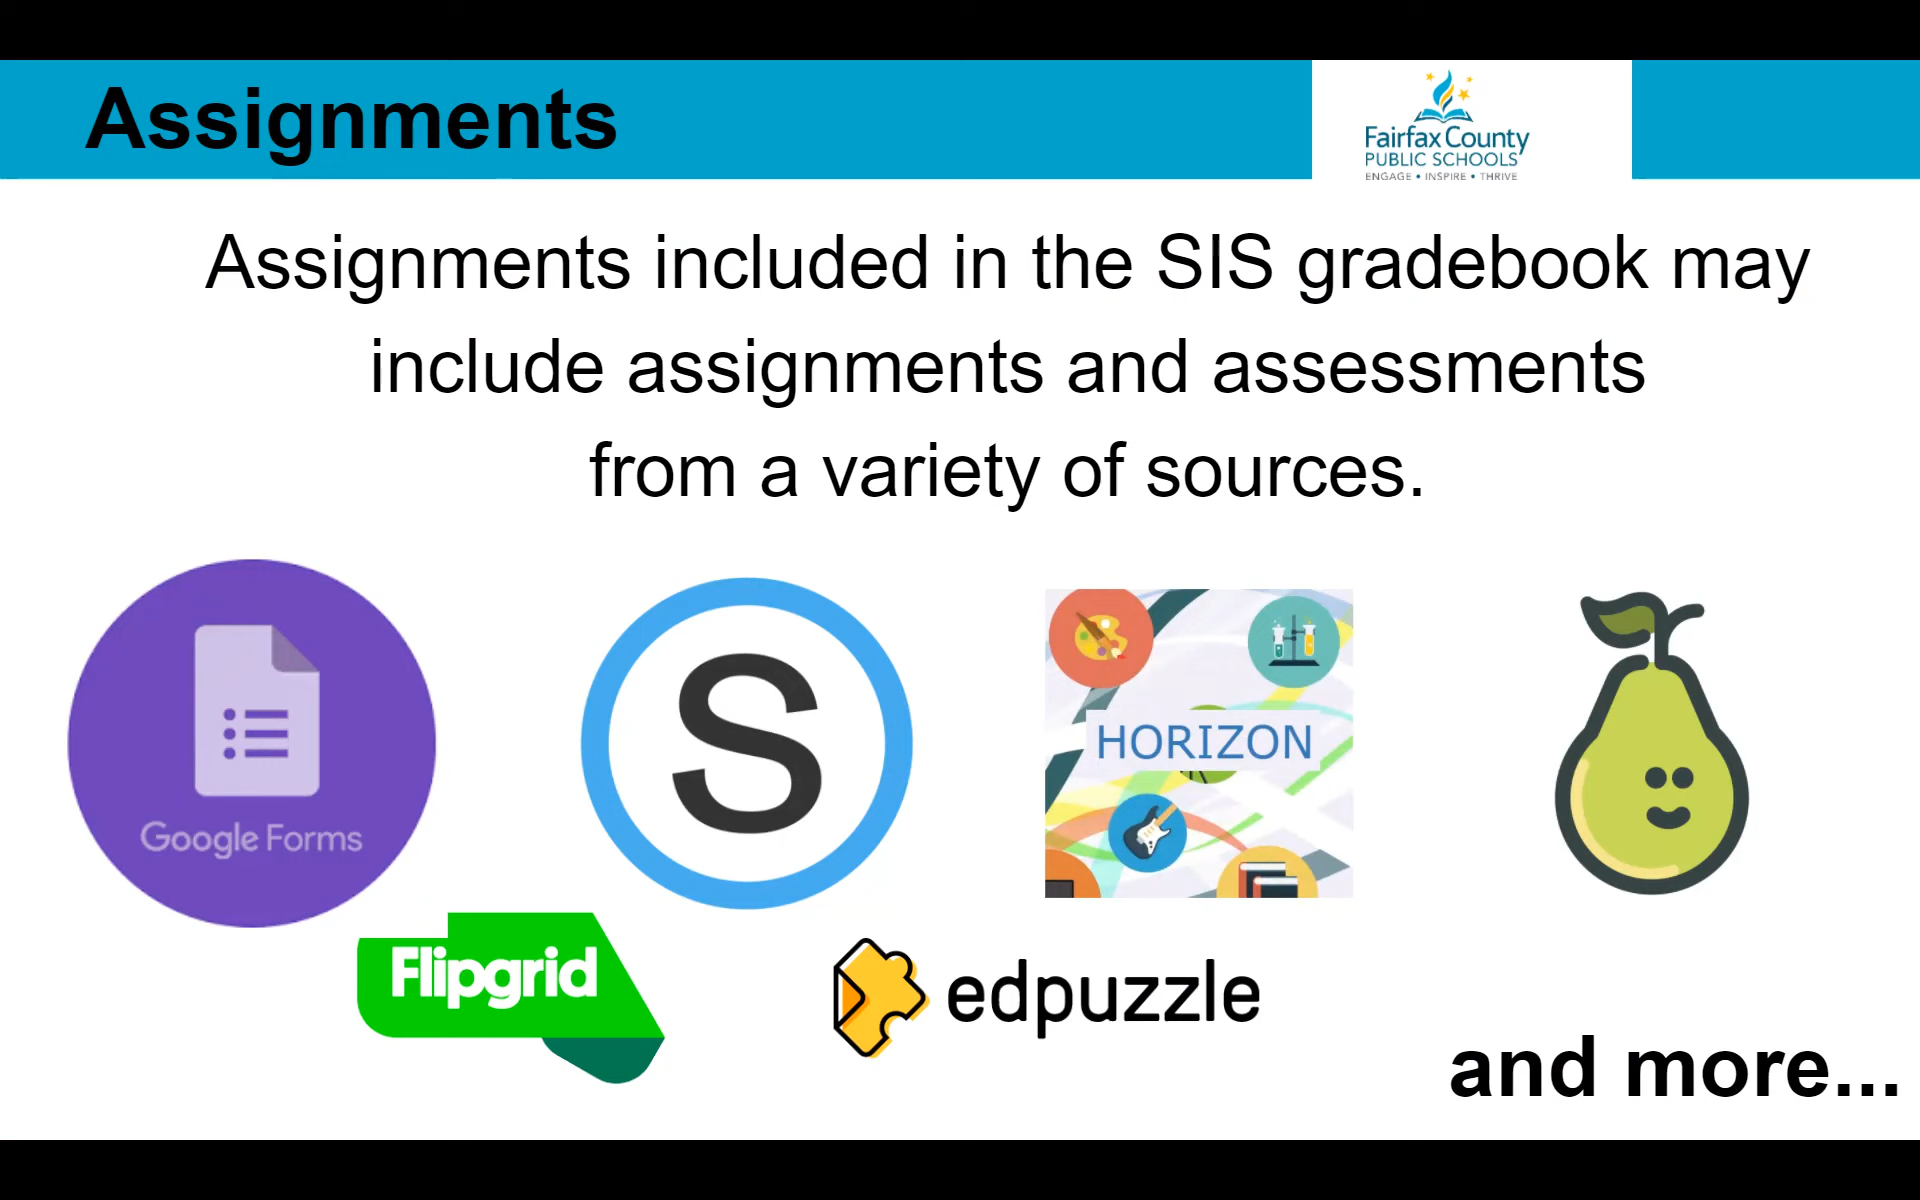 Assignments
Fairfax County
PUBLIC SCHOOLS
ENGAGE • INSPIRE • THRIVE
Assignments included in the SIS gradebook may
include assignments and assessments
from a variety of sources.
Google Forms
S
HORIZON
Flipgrid
edpuzzle
and more...